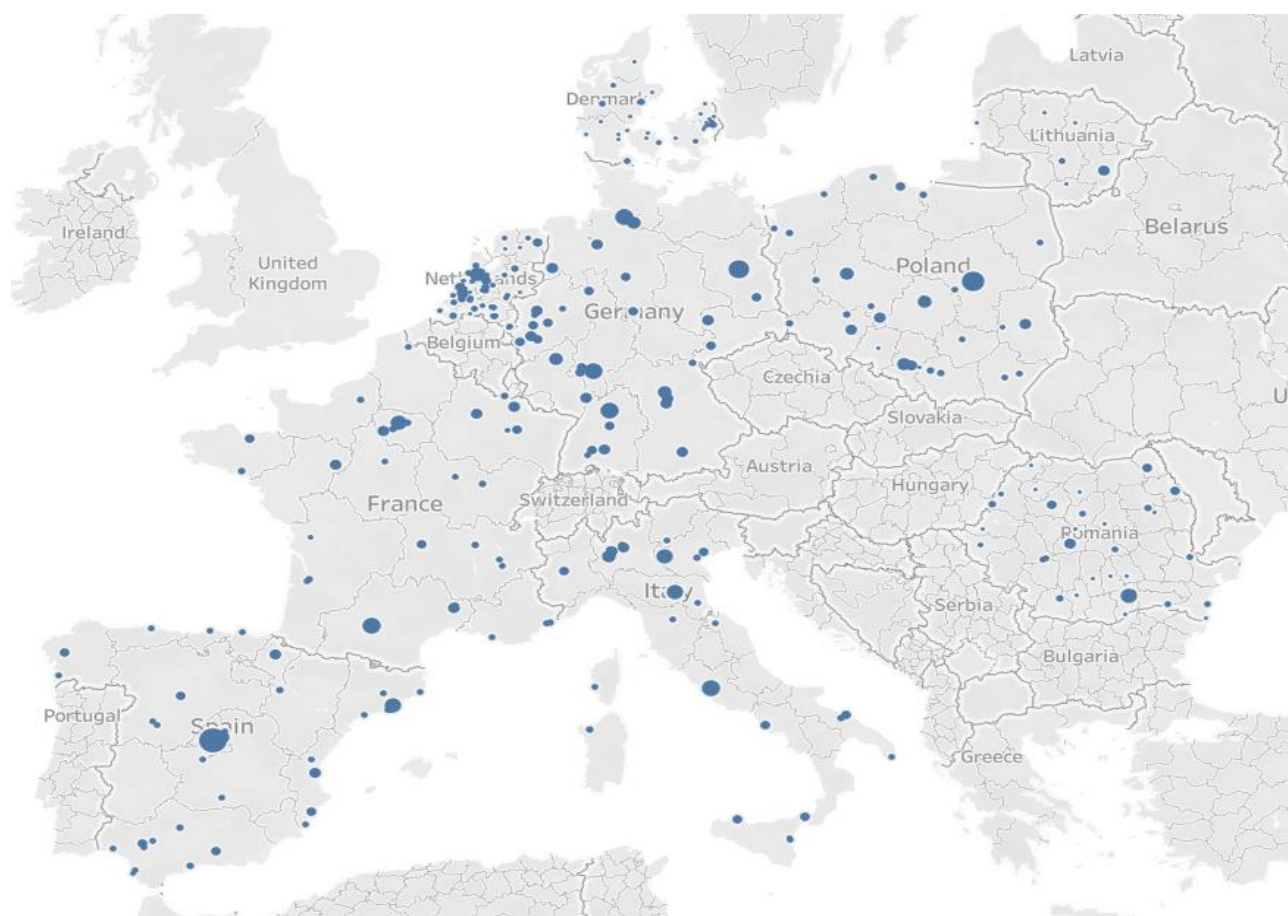 Latvia
Denmark
Lithuania
Ireland
Belarus
United
Kingdom
Netherlands
Poland
Germany
Belgium
Czechia
U
Slovakia
Austria
Hungary
France
Switzerland
Romania
Italy
Serbia
Bulgaria
Portugal
Spain
Greece